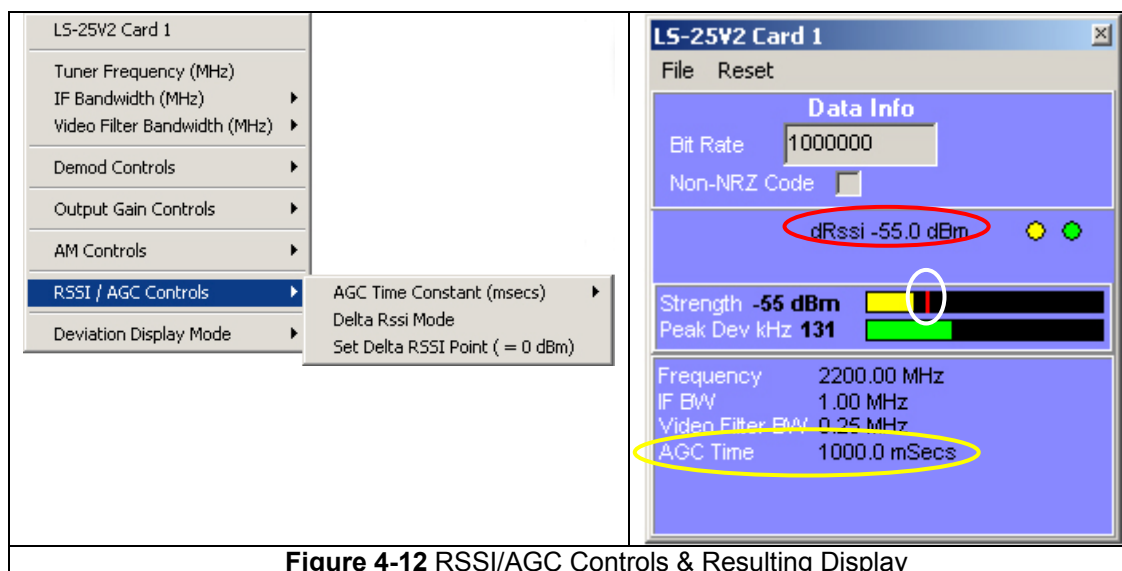 LS-25V2 Card 1
Tuner Frequency (MHz)
IF Bandwidth (MHz)
Video Filter Bandwidth (MHz)
Demod Controls
Output Gain Controls
AM Controls
RSSI / AGC Controls
Deviation Display Mode
AGC Time Constant (msecs)
Delta Rssi Mode
Set Delta RSSI Point ( = 0 dBm)
LS-25V2 Card 1
File Reset
Data Info
Bit Rate 1000000
Non-NRZ Code
dRssi -55.0 dBm
Strength -55 dBm
Peak Dev kHz 131
Frequency 2200.00 MHz
IF BW 1.00 MHz
Video Filter BW 0.25 MHz
AGC Time 1000.0 mSecs
Figure 4-12 RSSI/AGC Controls & Resulting Display